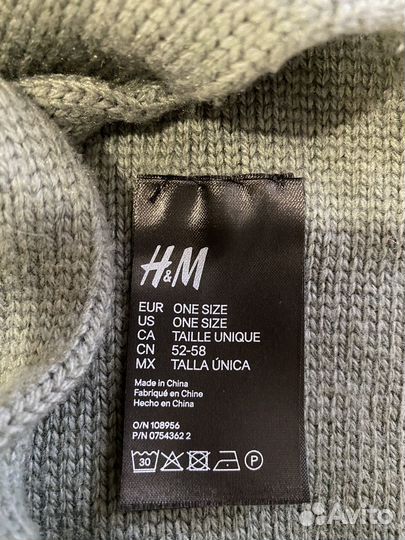 H&M
EUR ONE SIZE
US ONE SIZE
CA TAILLE UNIQUE
CN 52-58
MX TALLA ÚNICA
Made in China
Fabriqué en Chine
Hecho en China
O/N 108956
P/N 0754362 2
30 P
Avito